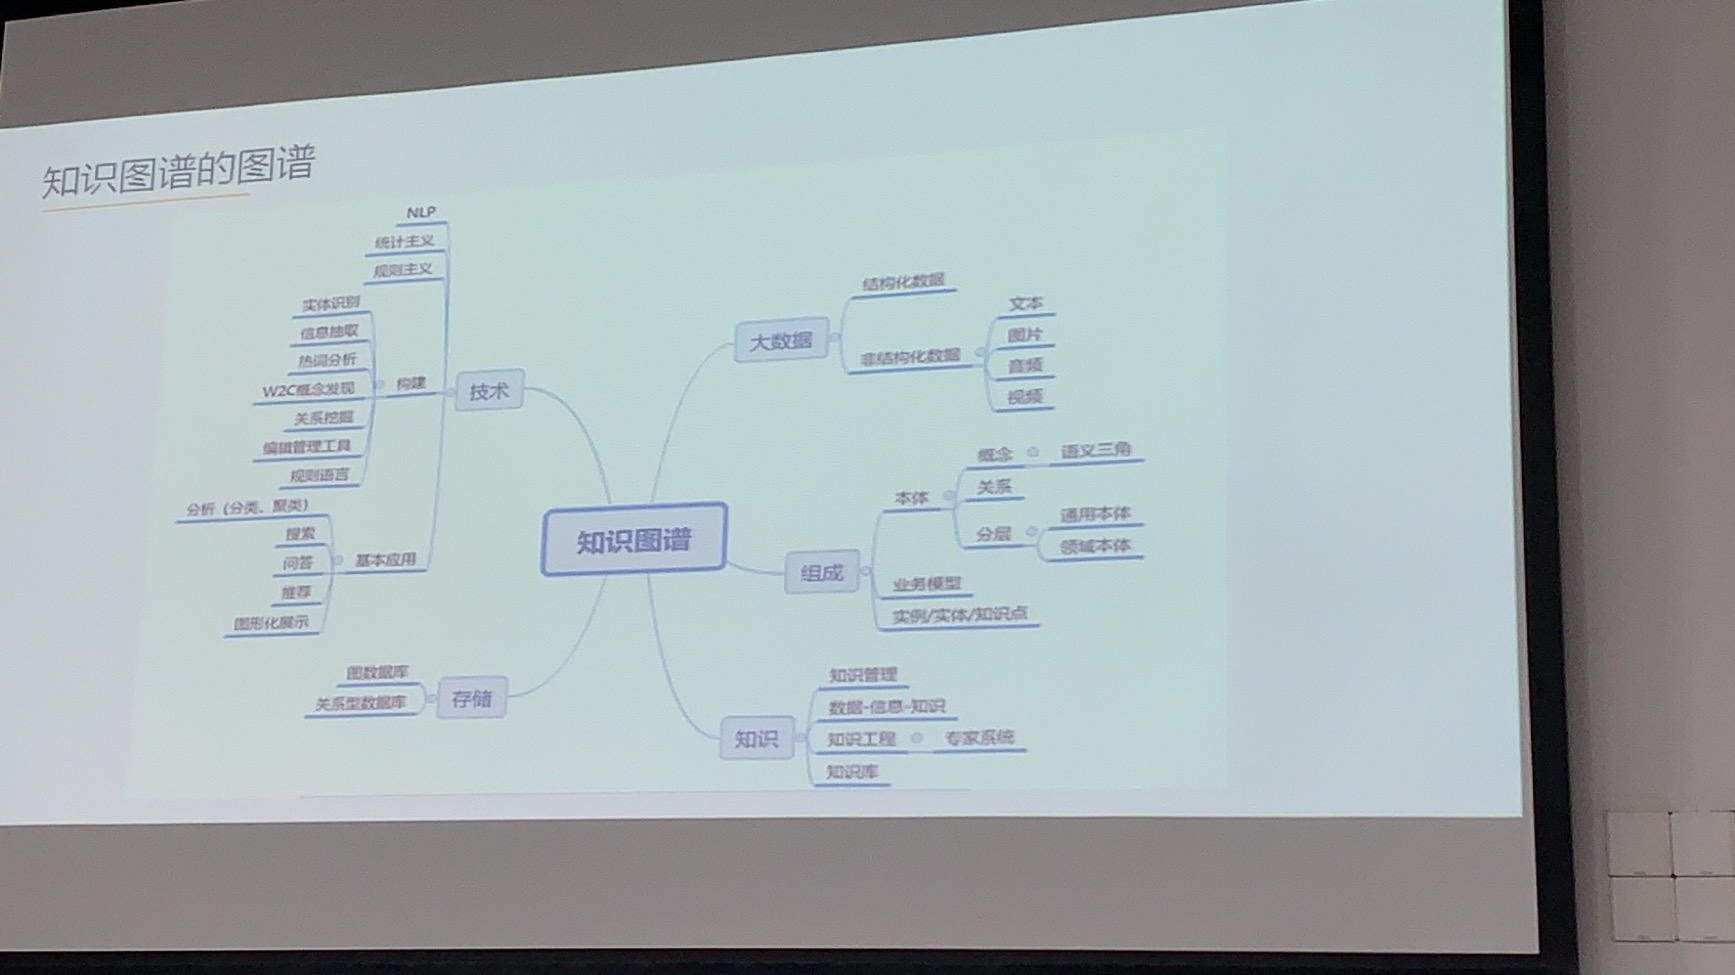 知识图谱的图谱
NLP
统计主义
规则主义
实体识别
信息抽取
热词分析
W2C概念发现
关系挖掘
编辑管理工具
规则语言
构建
技术
分析（分类、聚类）
搜索
问答
推荐
图形化展示
基本应用
图数据库
关系型数据库
存储
知识图谱
大数据
结构化数据
非结构化数据
文本
图片
音频
视频
组成
本体
概念
语义三角
关系
分层
通用本体
领域本体
业务模型
实例/实体/知识点
知识
知识管理
数据-信息-知识
知识工程
专家系统
知识库